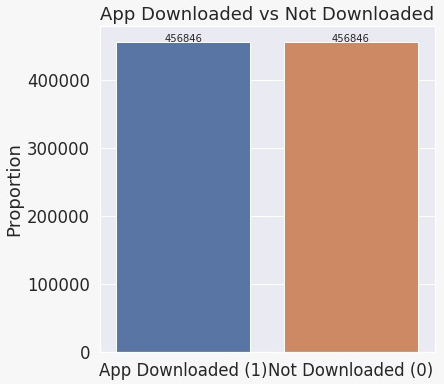 App Downloaded vs Not Downloaded
456846
456846
Proportion
400000
300000
200000
100000
0
App Downloaded (1)
Not Downloaded (0)